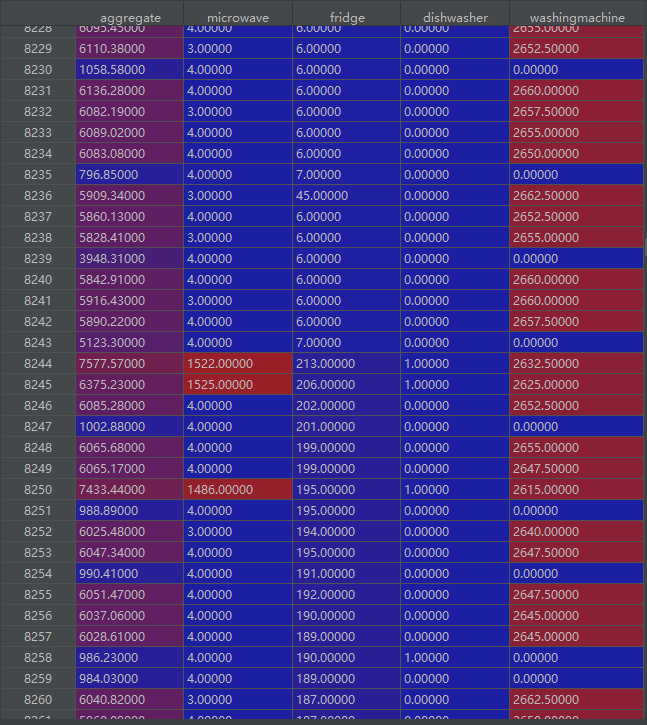 aggregate microwave fridge dishwasher washingmachine
8228 6095.45000 4.00000 6.00000 0.00000 2655.00000
8229 6110.38000 3.00000 6.00000 0.00000 2652.50000
8230 1058.58000 4.00000 6.00000 0.00000 0.00000
8231 6136.28000 4.00000 6.00000 0.00000 2660.00000
8232 6082.19000 3.00000 6.00000 0.00000 2657.50000
8233 6089.02000 4.00000 6.00000 0.00000 2655.00000
8234 6083.08000 4.00000 6.00000 0.00000 2650.00000
8235 796.85000 4.00000 7.00000 0.00000 0.00000
8236 5909.34000 3.00000 45.00000 0.00000 2662.50000
8237 5860.13000 4.00000 6.00000 0.00000 2652.50000
8238 5828.41000 3.00000 6.00000 0.00000 2655.00000
8239 3948.31000 4.00000 6.00000 0.00000 0.00000
8240 5842.91000 4.00000 6.00000 0.00000 2660.00000
8241 5916.43000 3.00000 6.00000 0.00000 2660.00000
8242 5890.22000 4.00000 6.00000 0.00000 2657.50000
8243 5123.30000 4.00000 7.00000 0.00000 0.00000
8244 7577.57000 1522.00000 213.00000 1.00000 2632.50000
8245 6375.23000 1525.00000 206.00000 1.00000 2625.00000
8246 6085.28000 4.00000 202.00000 0.00000 2652.50000
8247 1002.88000 4.00000 201.00000 0.00000 0.00000
8248 6065.68000 4.00000 199.00000 0.00000 2655.00000
8249 6065.17000 4.00000 199.00000 0.00000 2647.50000
8250 7433.44000 1486.00000 195.00000 1.00000 2615.00000
8251 988.89000 4.00000 195.00000 0.00000 0.00000
8252 6025.48000 3.00000 194.00000 0.00000 2640.00000
8253 6047.34000 4.00000 195.00000 0.00000 2647.50000
8254 990.41000 4.00000 191.00000 0.00000 0.00000
8255 6051.47000 4.00000 192.00000 0.00000 2647.50000
8256 6037.06000 4.00000 190.00000 0.00000 2645.00000
8257 6028.61000 4.00000 189.00000 0.00000 2645.00000
8258 986.23000 4.00000 190.00000 1.00000 0.00000
8259 984.03000 4.00000 189.00000 0.00000 0.00000
8260 6040.82000 3.00000 187.00000 0.00000 2662.50000